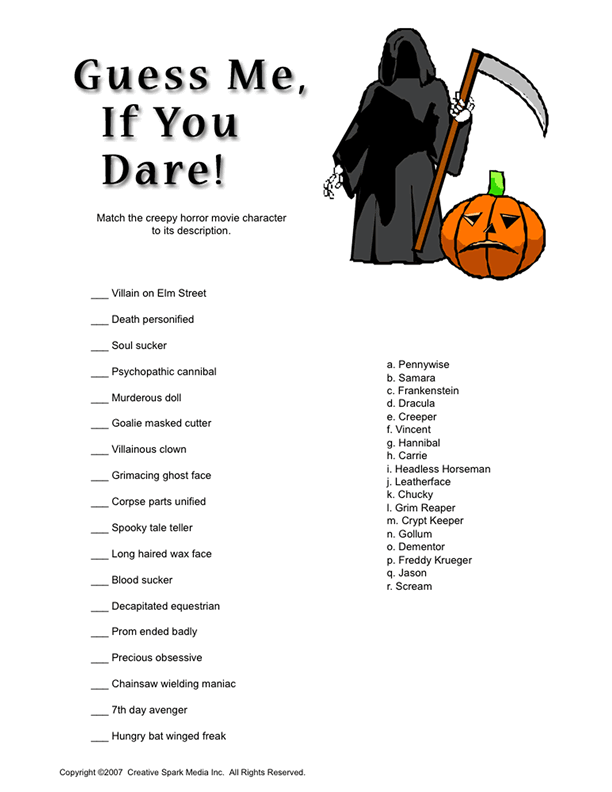 Guess Me,
If You
Dare!
Match the creepy horror movie character
to its description.
___ Villain on Elm Street
___ Death personified
___ Soul sucker
___ Psychopathic cannibal
___ Murderous doll
___ Goalie masked cutter
___ Villainous clown
___ Grimacing ghost face
___ Corpse parts unified
___ Spooky tale teller
___ Long haired wax face
___ Blood sucker
___ Decapitated equestrian
___ Prom ended badly
___ Precious obsessive
___ Chainsaw wielding maniac
___ 7th day avenger
___ Hungry bat winged freak
a. Pennywise
b. Samara
c. Frankenstein
d. Dracula
e. Creeper
f. Vincent
g. Hannibal
h. Carrie
i. Headless Horseman
j. Leatherface
k. Chucky
l. Grim Reaper
m. Crypt Keeper
n. Gollum
o. Dementor
p. Freddy Krueger
q. Jason
r. Scream
Copyright ©2007 Creative Spark Media Inc. All Rights Reserved.